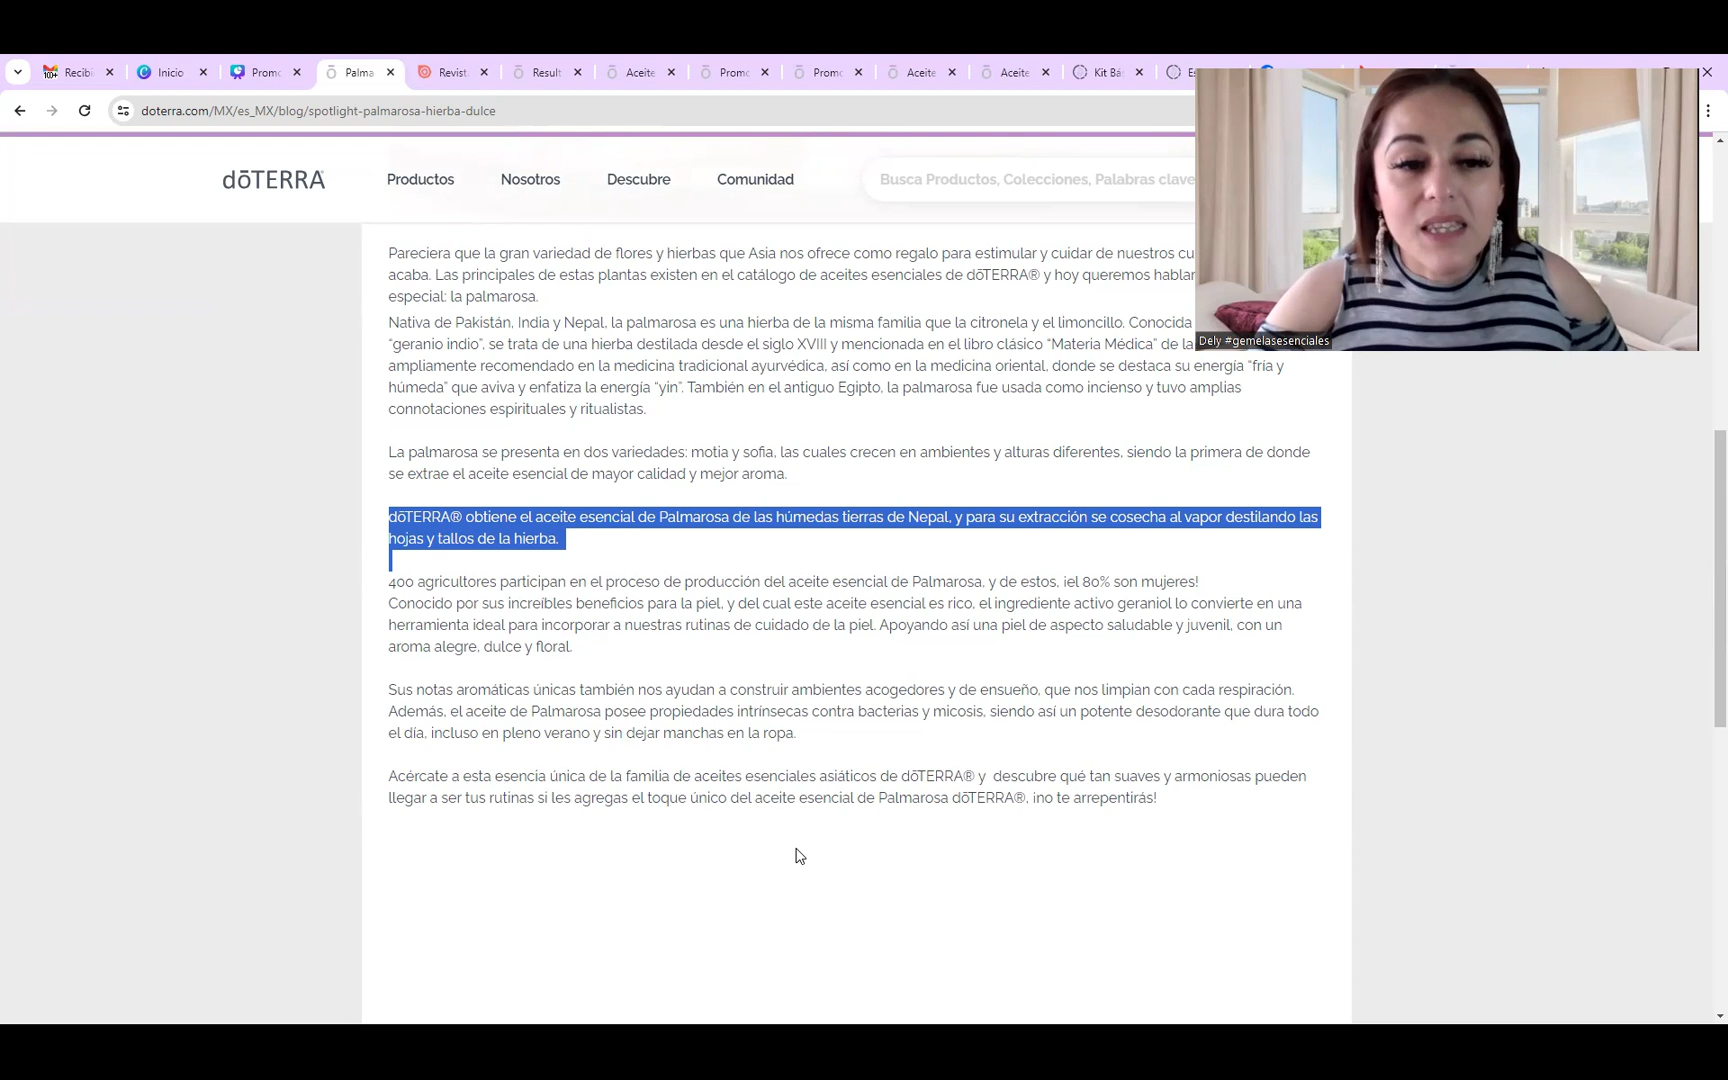 Recibi
Inicio
Promo
Palma
Revist
Result
Aceite
Promo
Promo
Aceite
Aceite
Kit Bás
Es
doterra.com/MX/es_MX/blog/spotlight-palmarosa-hierba-dulce
dōTERRA
Productos
Nosotros
Descubre
Comunidad
Busca Productos, Colecciones, Palabras clave
Dely #gemelasesenciales
Pareciera que la gran variedad de flores y hierbas que Asia nos ofrece como regalo para estimular y cuidar de nuestros cu
acaba. Las principales de estas plantas existen en el catálogo de aceites esenciales de dōTERRA® y hoy queremos hablar
especial: la palmarosa.
Nativa de Pakistán, India y Nepal, la palmarosa es una hierba de la misma familia que la citronela y el limoncillo. Conocida
“geranio indio”, se trata de una hierba destilada desde el siglo XVIII y mencionada en el libro clásico “Materia Médica” de la
ampliamente recomendado en la medicina tradicional ayurvédica, así como en la medicina oriental, donde se destaca su energía “fría y
húmeda” que aviva y enfatiza la energía “yin”. También en el antiguo Egipto, la palmarosa fue usada como incienso y tuvo amplias
connotaciones espirituales y ritualistas.
La palmarosa se presenta en dos variedades: motia y sofia, las cuales crecen en ambientes y alturas diferentes, siendo la primera de donde
se extrae el aceite esencial de mayor calidad y mejor aroma.
dōTERRA® obtiene el aceite esencial de Palmarosa de las húmedas tierras de Nepal, y para su extracción se cosecha al vapor destilando las
hojas y tallos de la hierba.
400 agricultores participan en el proceso de producción del aceite esencial de Palmarosa, y de estos, ¡el 80% son mujeres!
Conocido por sus increíbles beneficios para la piel, y del cual este aceite esencial es rico, el ingrediente activo geraniol lo convierte en una
herramienta ideal para incorporar a nuestras rutinas de cuidado de la piel. Apoyando así una piel de aspecto saludable y juvenil, con un
aroma alegre, dulce y floral.
Sus notas aromáticas únicas también nos ayudan a construir ambientes acogedores y de ensueño, que nos limpian con cada respiración.
Además, el aceite de Palmarosa posee propiedades intrínsecas contra bacterias y micosis, siendo así un potente desodorante que dura todo
el día, incluso en pleno verano y sin dejar manchas en la ropa.
Acércate a esta esencia única de la familia de aceites esenciales asiáticos de dōTERRA® y descubre qué tan suaves y armoniosas pueden
llegar a ser tus rutinas si les agregas el toque único del aceite esencial de Palmarosa dōTERRA®, ¡no te arrepentirás!